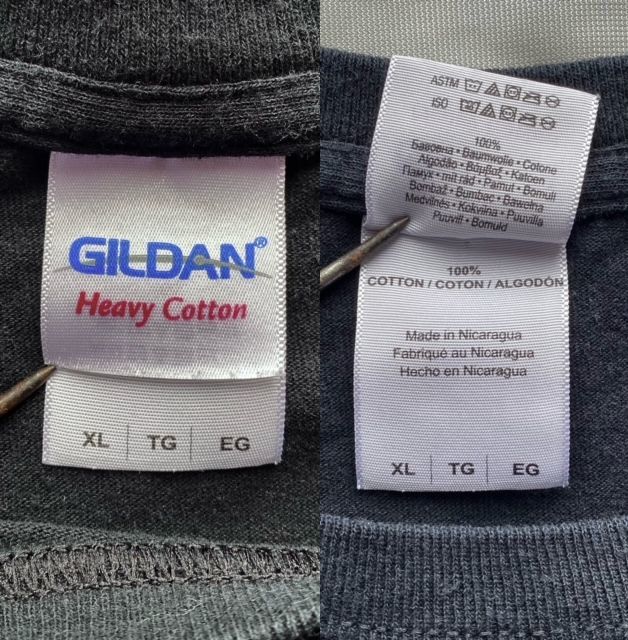 GILDAN®
Heavy Cotton
XL | TG | EG
ASTM
ISO
100%
Бавовна • Baumwolle • Cotone
Algodão • Βαμβάκι • Katoen
Памук • mit råd • Pamut • Bomuli
Bombaž • Bumbac • Bawełna
Medvilnės • Kokvilna • Puuvilla
Puuvill • Bomuld
100%
COTTON / COTON / ALGODÓN
Made in Nicaragua
Fabriqué au Nicaragua
Hecho en Nicaragua
XL | TG | EG